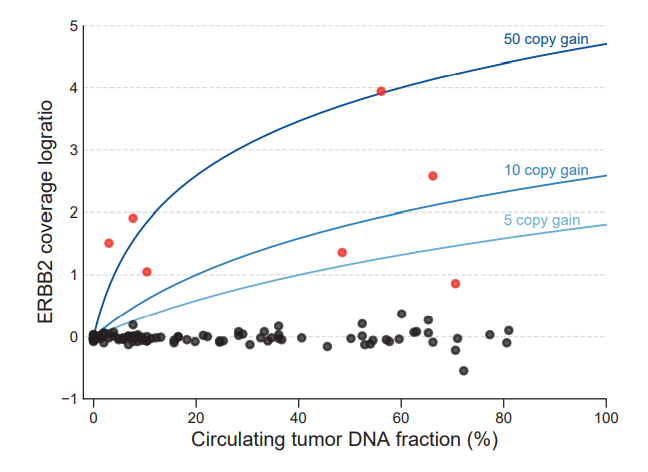 5
50 copy gain
4
3
10 copy gain
2
5 copy gain
1
0
−1
0 20 40 60 80 100
Circulating tumor DNA fraction (%)
ERBB2 coverage logratio